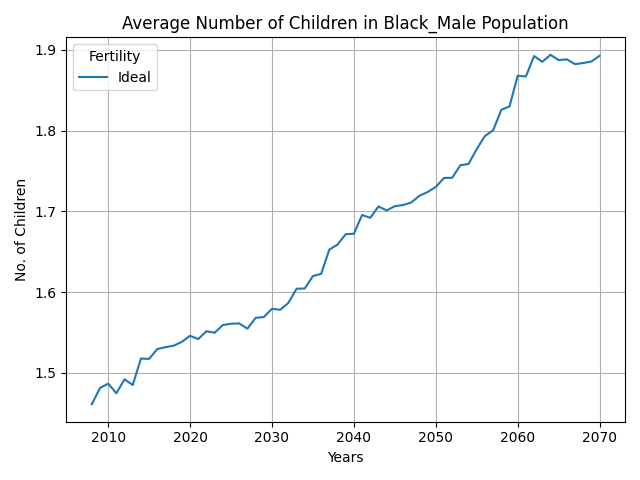 Average Number of Children in Black_Male Population
Fertility
Ideal
No. of Children
1.9
1.8
1.7
1.6
1.5
2010 2020 2030 2040 2050 2060 2070
Years